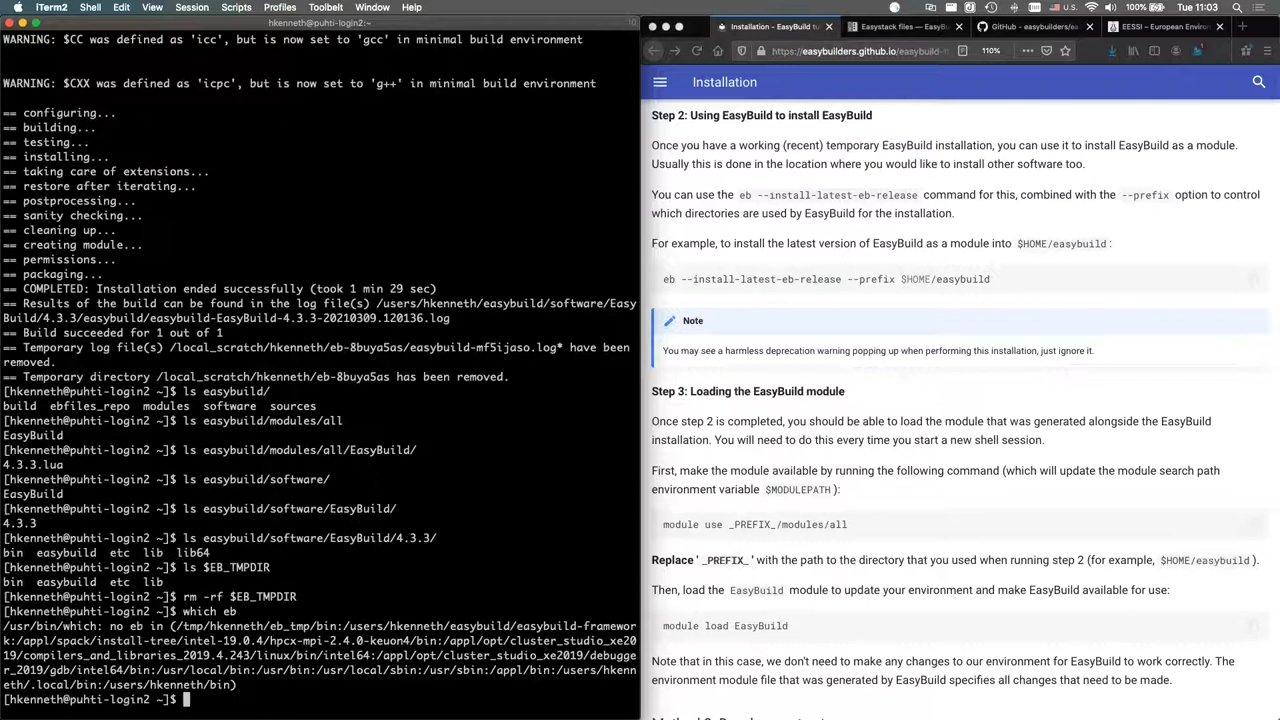 iTerm2 Shell Edit View Session Scripts Profiles Toolbelt Window Help
U.S. 100% Tue 11:03
hkenneth@puhti-login2:~
WARNING: $CC was defined as 'icc', but is now set to 'gcc' in minimal build environment
WARNING: $CXX was defined as 'icpc', but is now set to 'g++' in minimal build environment
== configuring...
== building...
== testing...
== installing...
== taking care of extensions...
== restore after iterating...
== postprocessing...
== sanity checking...
== cleaning up...
== creating module...
== permissions...
== packaging...
== COMPLETED: Installation ended successfully (took 1 min 29 sec)
== Results of the build can be found in the log file(s) /users/hkenneth/easybuild/software/Easy
Build/4.3.3/easybuild/easybuild-EasyBuild-4.3.3-20210309.120136.log
== Build succeeded for 1 out of 1
== Temporary log file(s) /local_scratch/hkenneth/eb-8buya5as/easybuild-mf5ijaso.log* have been
removed.
== Temporary directory /local_scratch/hkenneth/eb-8buya5as has been removed.
[hkenneth@puhti-login2 ~]$ ls easybuild/
build ebfiles_repo modules software sources
[hkenneth@puhti-login2 ~]$ ls easybuild/modules/all
EasyBuild
[hkenneth@puhti-login2 ~]$ ls easybuild/modules/all/EasyBuild/
4.3.3.lua
[hkenneth@puhti-login2 ~]$ ls easybuild/software/
EasyBuild
[hkenneth@puhti-login2 ~]$ ls easybuild/software/EasyBuild/
4.3.3
[hkenneth@puhti-login2 ~]$ ls easybuild/software/EasyBuild/4.3.3/
bin easybuild etc lib lib64
[hkenneth@puhti-login2 ~]$ ls $EB_TMPDIR
bin easybuild etc lib
[hkenneth@puhti-login2 ~]$ rm -rf $EB_TMPDIR
[hkenneth@puhti-login2 ~]$ which eb
/usr/bin/which: no eb in (/tmp/hkenneth/eb_tmp/bin:/users/hkenneth/easybuild/easybuild-framewor
k:/appl/spack/install-tree/intel-19.0.4/hpcx-mpi-2.4.0-keuon4/bin:/appl/opt/cluster_studio_xe20
19/compilers_and_libraries_2019.4.243/linux/bin/intel64:/appl/opt/cluster_studio_xe2019/debugge
r_2019/gdb/intel64/bin:/usr/local/bin:/usr/bin:/usr/local/sbin:/usr/sbin:/appl/bin:/users/hkenn
eth/.local/bin:/users/hkenneth/bin)
[hkenneth@puhti-login2 ~]$
Installation - EasyBuild tut Easystack files — EasyB GitHub - easybuilders/e EESSI – European Enviro
https://easybuilders.github.io/easybuild- 110%
Installation
Step 2: Using EasyBuild to install EasyBuild
Once you have a working (recent) temporary EasyBuild installation, you can use it to install EasyBuild as a module.
Usually this is done in the location where you would like to install other software too.
You can use the eb --install-latest-eb-release command for this, combined with the --prefix option to control
which directories are used by EasyBuild for the installation.
For example, to install the latest version of EasyBuild as a module into $HOME/easybuild :
eb --install-latest-eb-release --prefix $HOME/easybuild
Note
You may see a harmless deprecation warning popping up when performing this installation, just ignore it.
Step 3: Loading the EasyBuild module
Once step 2 is completed, you should be able to load the module that was generated alongside the EasyBuild
installation. You will need to do this every time you start a new shell session.
First, make the module available by running the following command (which will update the module search path
environment variable $MODULEPATH ):
module use _PREFIX_/modules/all
Replace '_PREFIX_' with the path to the directory that you used when running step 2 (for example, $HOME/easybuild ).
Then, load the EasyBuild module to update your environment and make EasyBuild available for use:
module load EasyBuild
Note that in this case, we don't need to make any changes to our environment for EasyBuild to work correctly. The
environment module file that was generated by EasyBuild specifies all changes that need to be made.